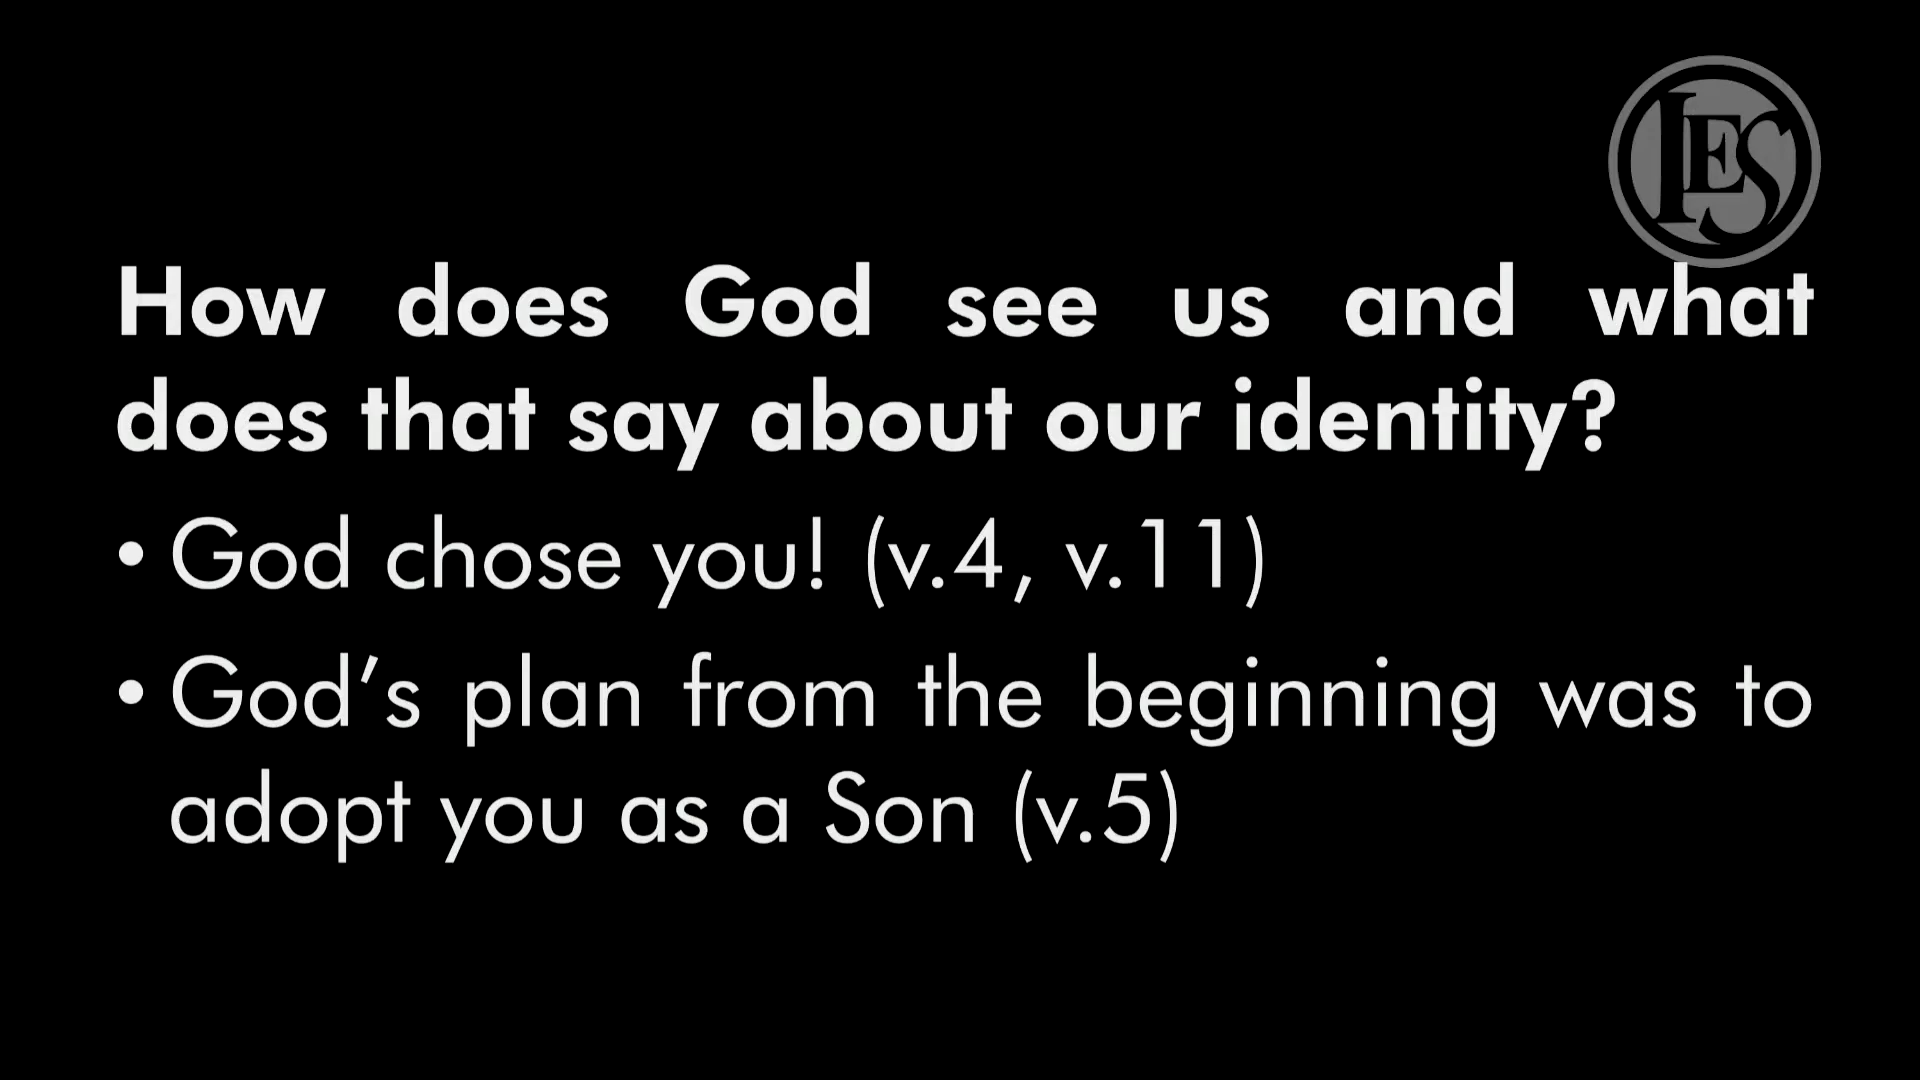 IES
How does God see us and what
does that say about our identity?
• God chose you! (v.4, v.11)
• God’s plan from the beginning was to
adopt you as a Son (v.5)